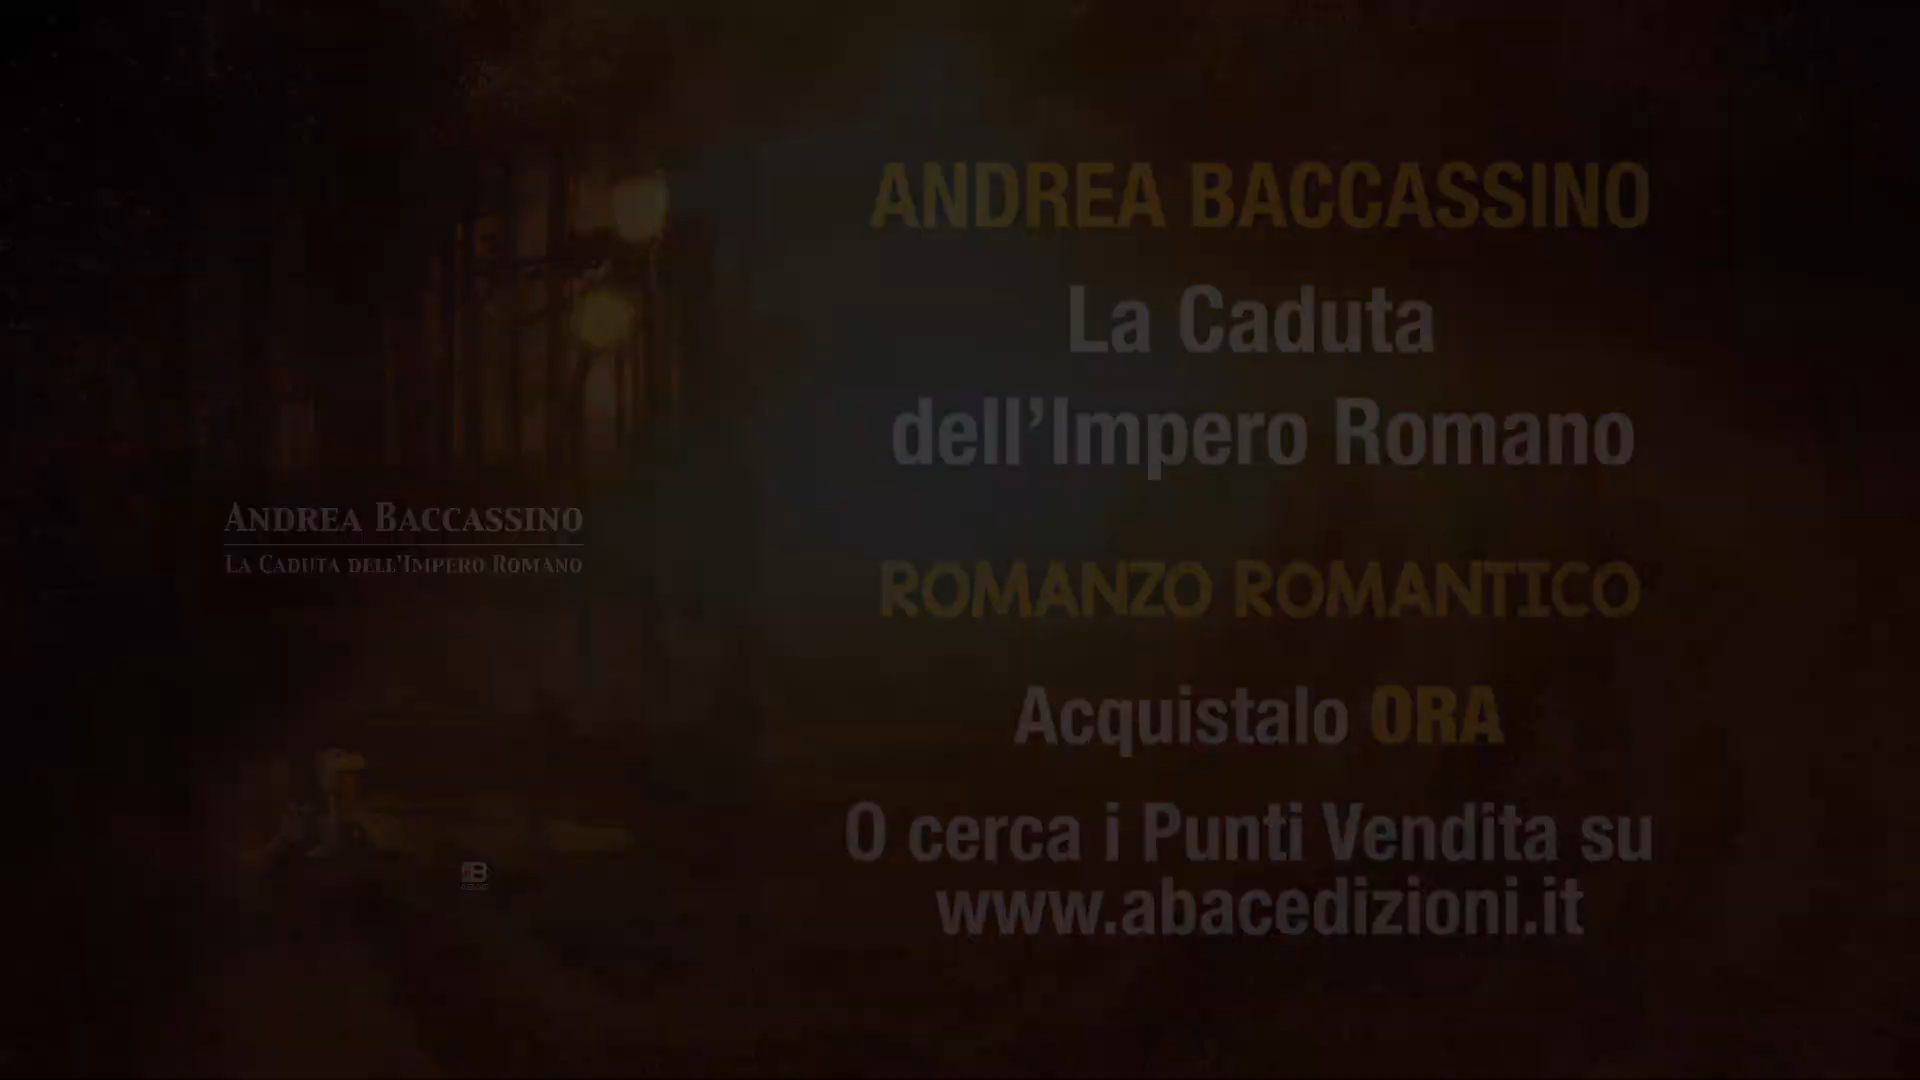 ANDREA BACCASSINO
La Caduta
dell’Impero Romano
ROMANZO ROMANTICO
Acquistalo ORA
O cerca i Punti Vendita su
www.abacedizioni.it
ANDREA BACCASSINO
LA CADUTA DELL'IMPERO ROMANO